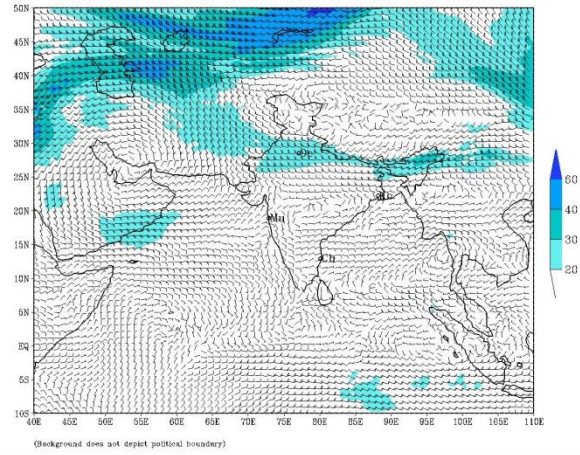 50N
45N
40N
35N
30N
25N
20N
15N
10N
5N
EQ
5S
10S
40E 45E 50E 55E 60E 65E 70E 75E 80E 85E 90E 95E 100E 105E 110E
Mu
Ch
60
40
30
20
(Background does not depict political boundary)